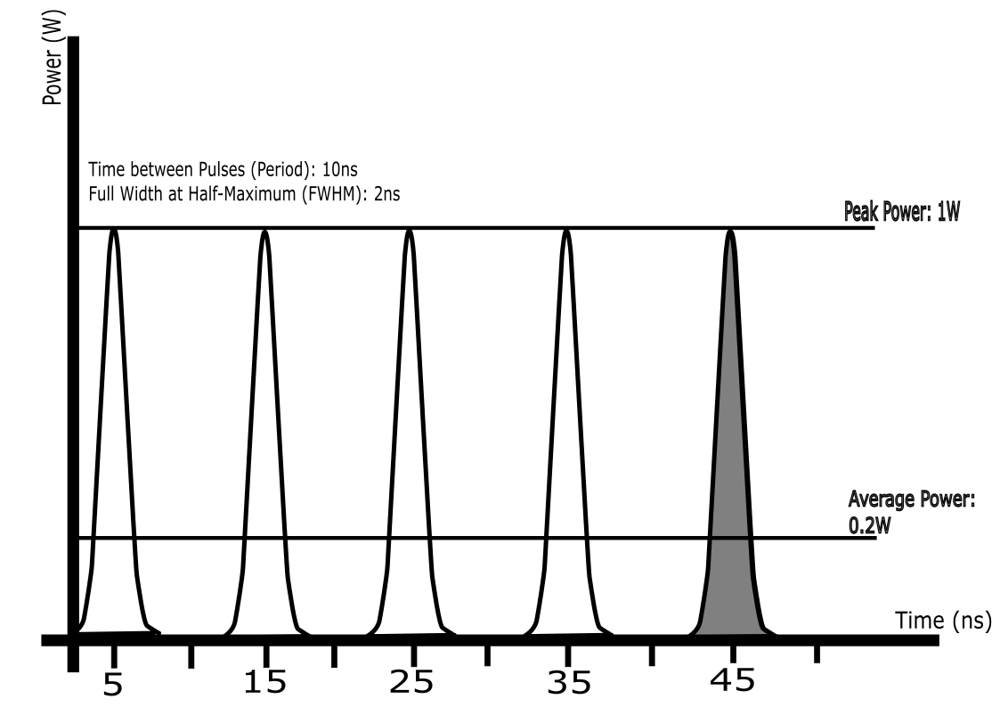 Power (W)
Time between Pulses (Period): 10ns
Full Width at Half-Maximum (FWHM): 2ns
Peak Power: 1W
Average Power:
0.2W
Time (ns)
5
15
25
35
45